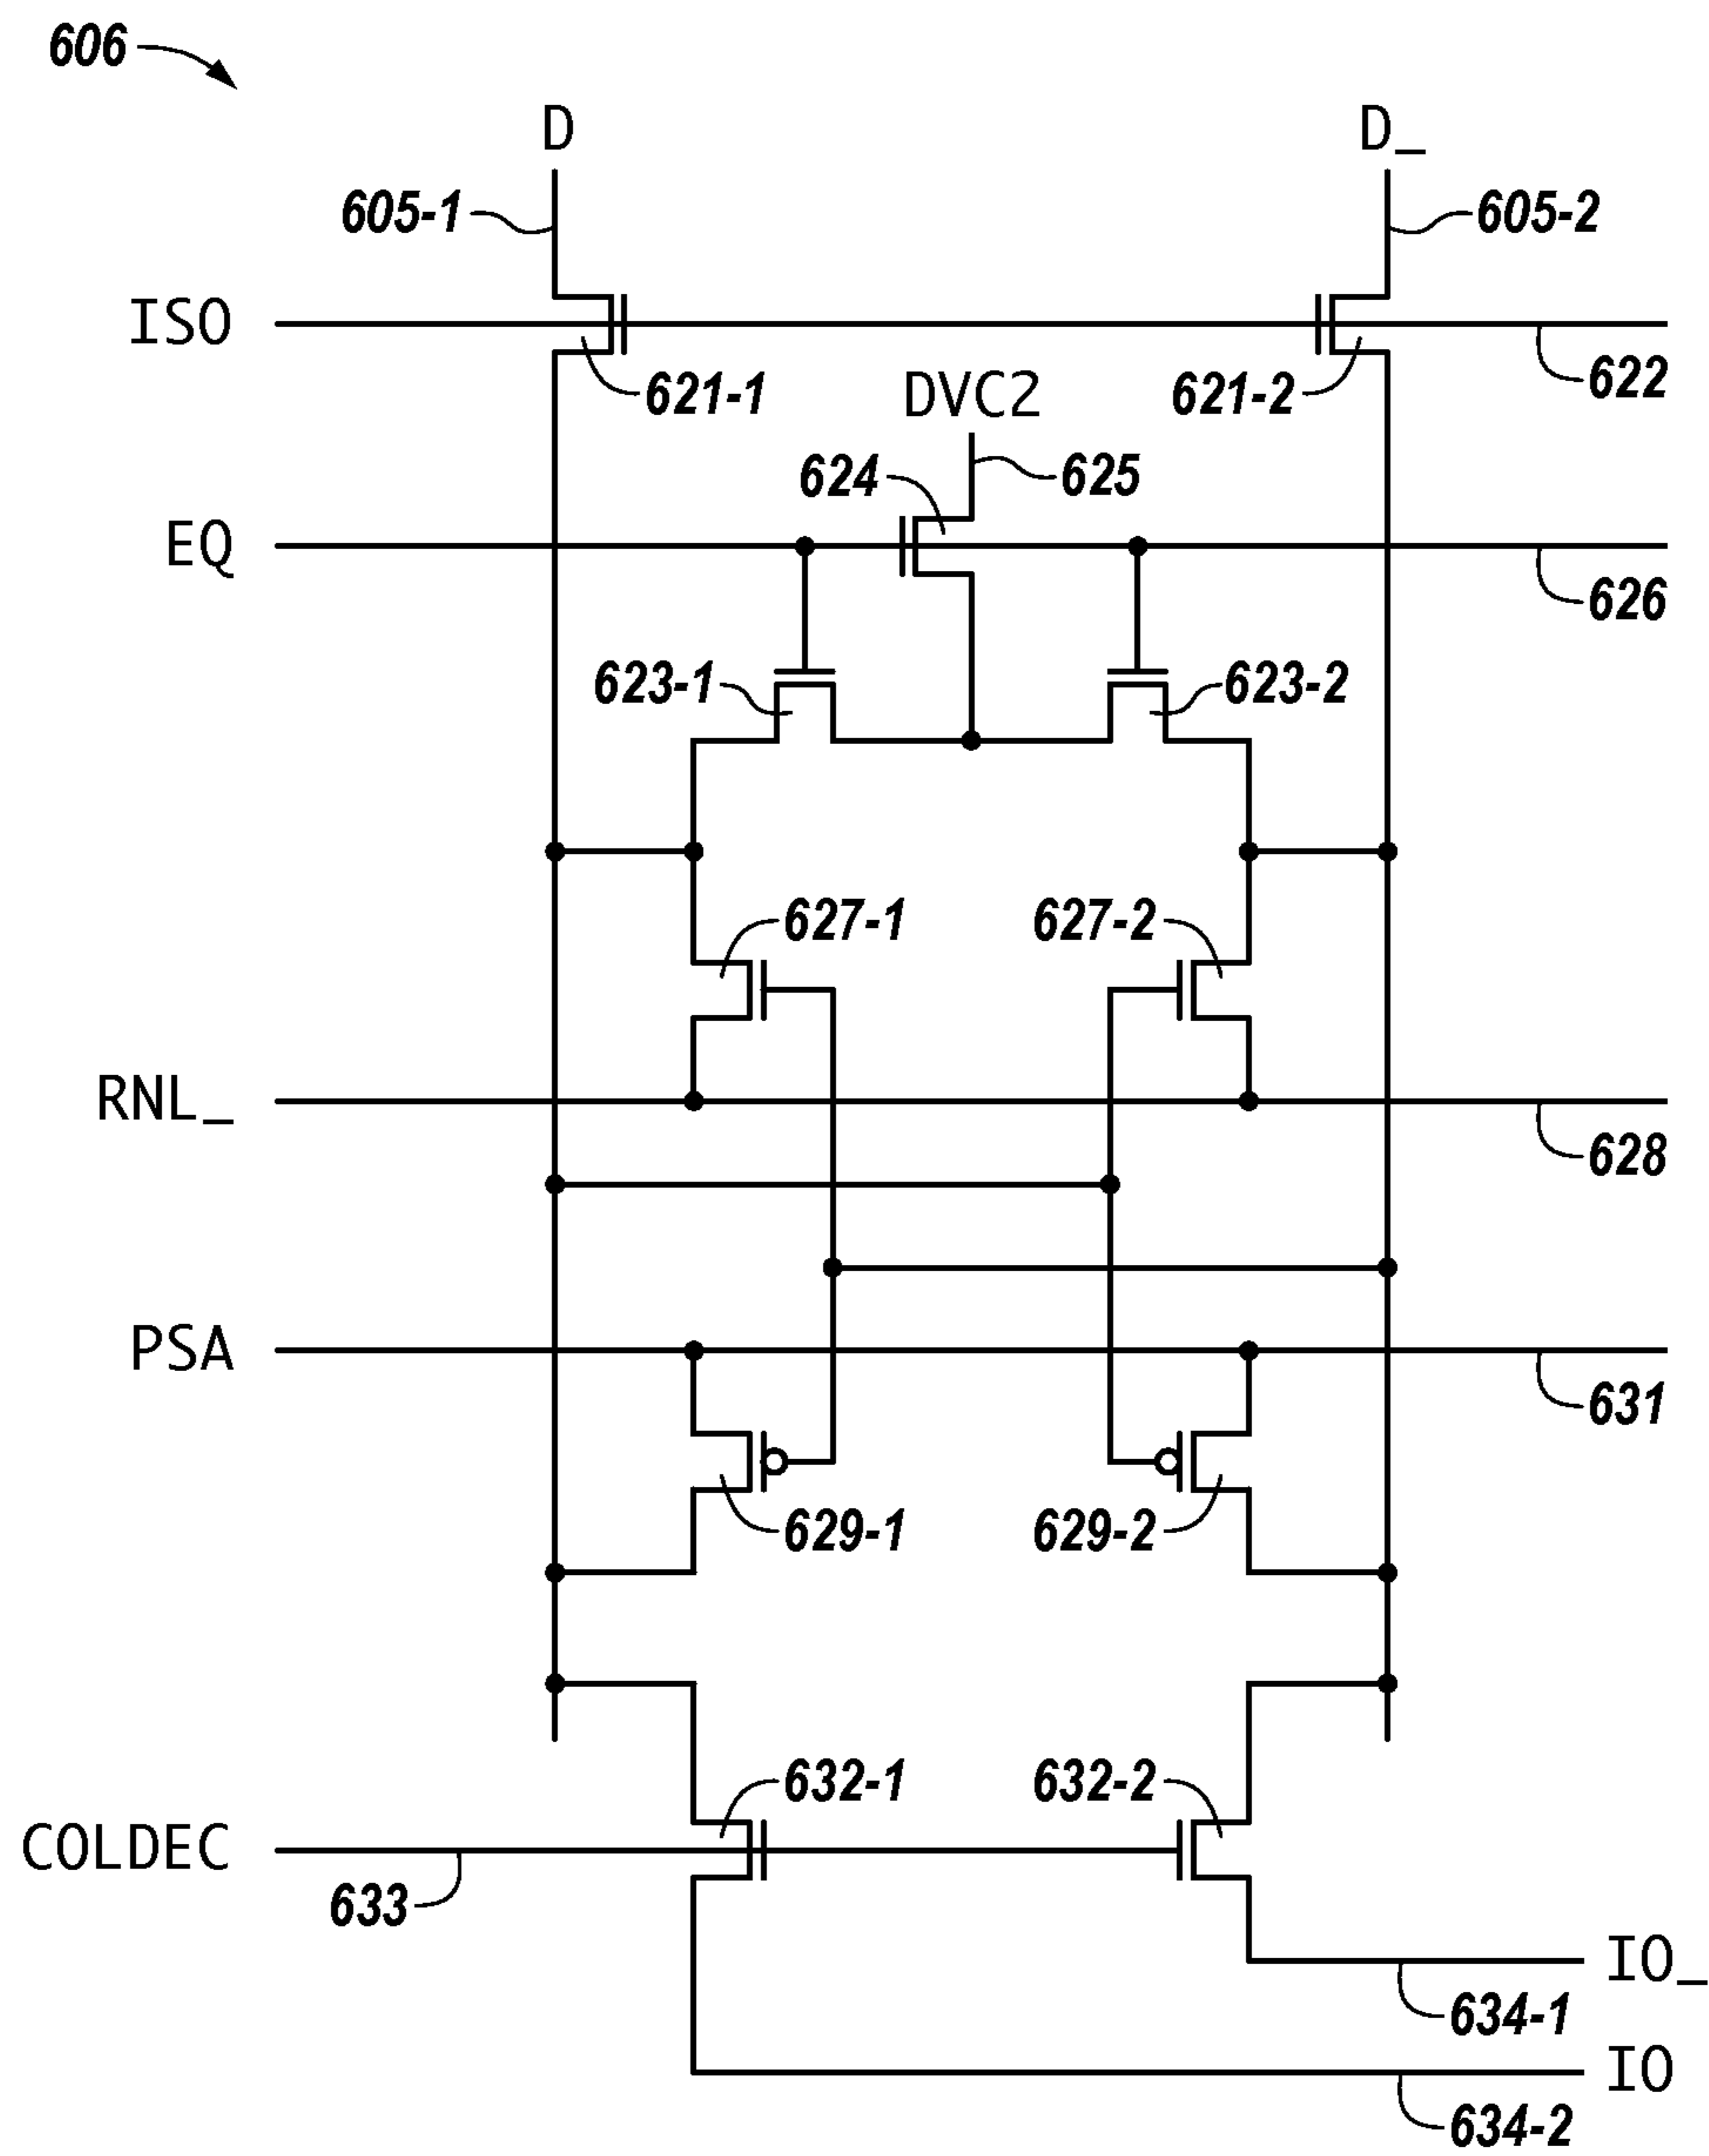 606
D D_
605-1 605-2
ISO
622
621-1 621-2
DVC2
624 625
EQ
626
623-1 623-2
627-1 627-2
RNL_
628
PSA
631
629-1 629-2
632-1 632-2
COLDEC
633
IO_
634-1
IO
634-2